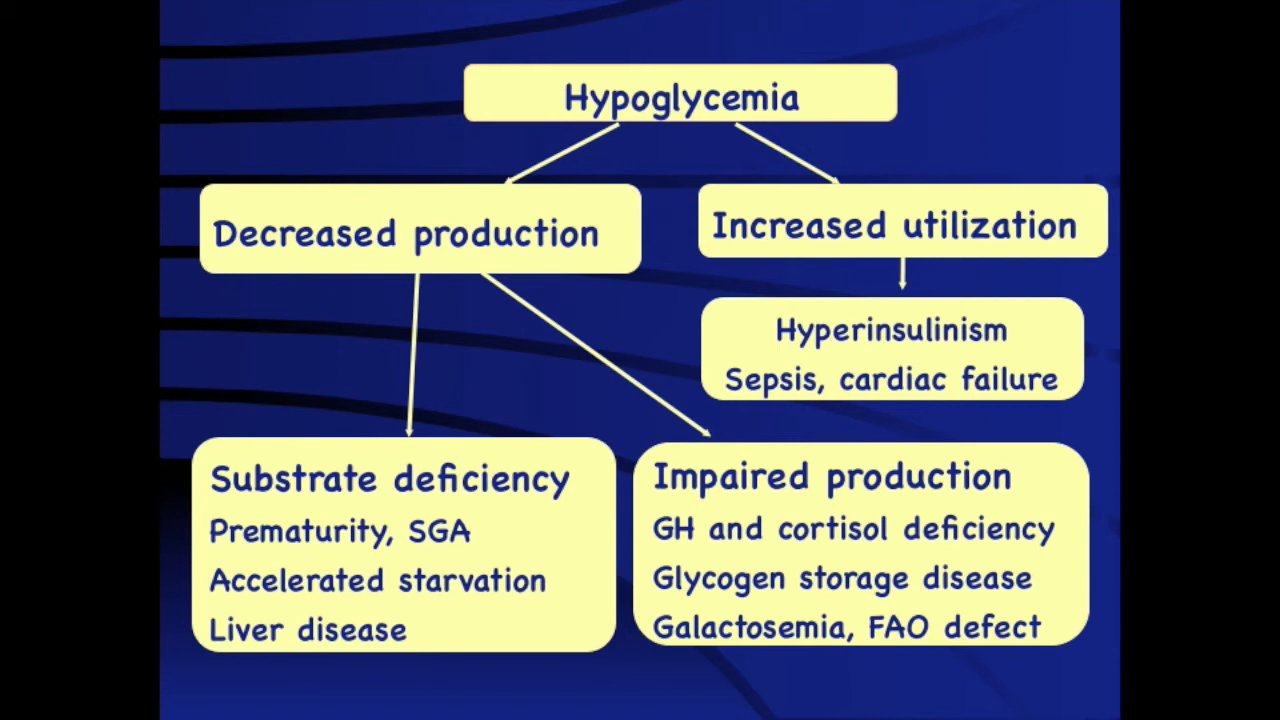 Hypoglycemia
Decreased production
Increased utilization
Hyperinsulinism
Sepsis, cardiac failure
Substrate deficiency
Prematurity, SGA
Accelerated starvation
Liver disease
Impaired production
GH and cortisol deficiency
Glycogen storage disease
Galactosemia, FAO defect